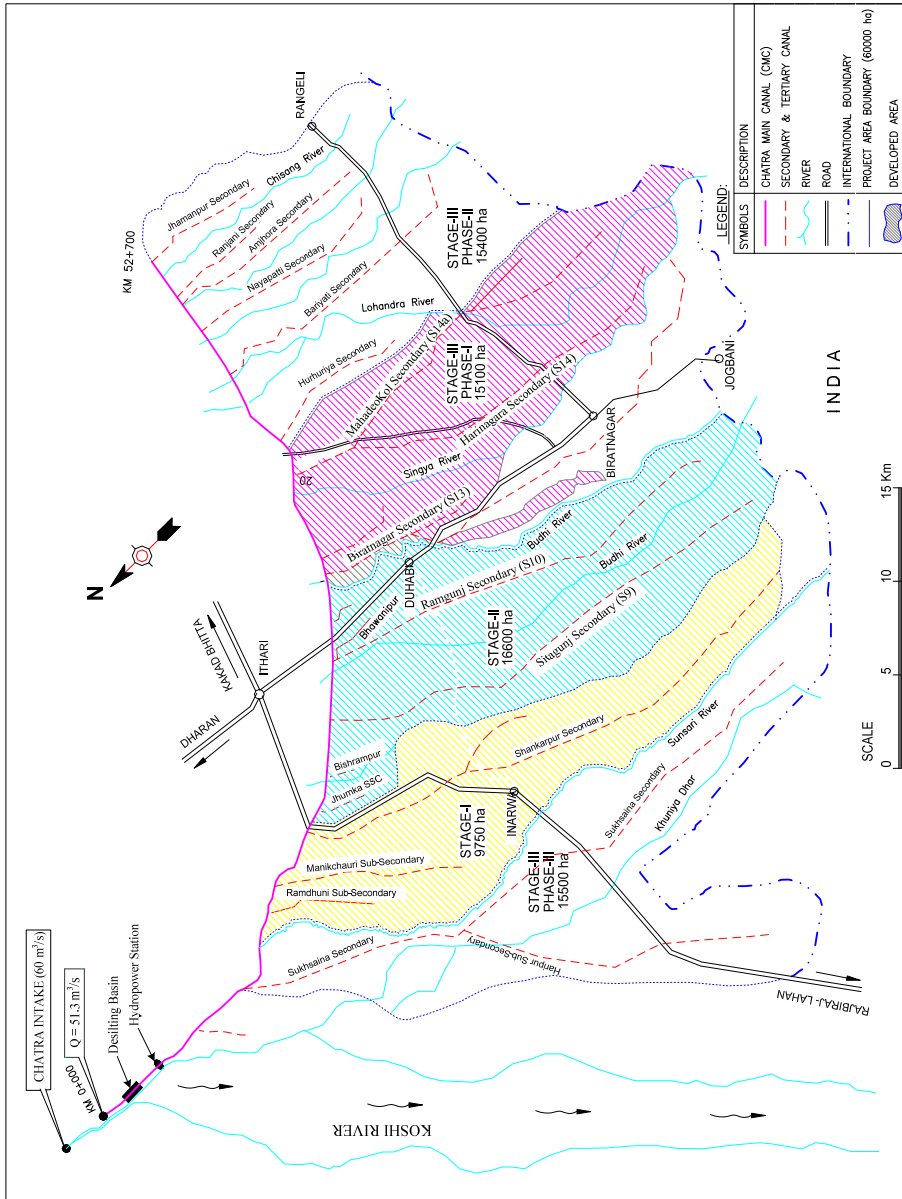 CHATRA INTAKE (60 m³/s)
Q = 51.3 m³/s
KM 0+000
Desilting Basin
Hydropower Station
KOSHI RIVER
DHARAN
KAKAD BHITTA
ITHARI
N
KM 52+700
RANGELI
Jhamanpur Secondary
Chisang River
Ranjani Secondary
Amjhora Secondary
Nayapatti Secondary
Bariyati Secondary
Lohandra River
Hurhuriya Secondary
MahadeoKol Secondary (S14a)
STAGE-III
PHASE-II
15400 ha
STAGE-III
PHASE-I
15100 ha
Harinagara Secondary (S14)
20
Singya River
Biratnagar Secondary (S13)
BIRATNAGAR
JOGBANI
DUHABI
Bhawanipur
Ramgunj Secondary (S10)
Budhi River
Budhi River
STAGE-II
16600 ha
Sitagunj Secondary (S9)
Bishrampur
Jhumka SSC
Shankarpur Secondary
STAGE-I
9750 ha
INARWA
Manikchauri Sub-Secondary
Ramdhuni Sub-Secondary
Sunsari River
Sukhsaina Secondary
Khuniya Dhar
STAGE-III
PHASE-III
15500 ha
Sukhsaina Secondary
Haripur Sub-Secondary
RAJBIRAJ-LAHAN
INDIA
SCALE
0 5 10 15 Km
LEGEND:
SYMBOLS DESCRIPTION
CHATRA MAIN CANAL (CMC)
SECONDARY & TERTIARY CANAL
RIVER
ROAD
INTERNATIONAL BOUNDARY
PROJECT AREA BOUNDARY (60000 ha)
DEVELOPED AREA